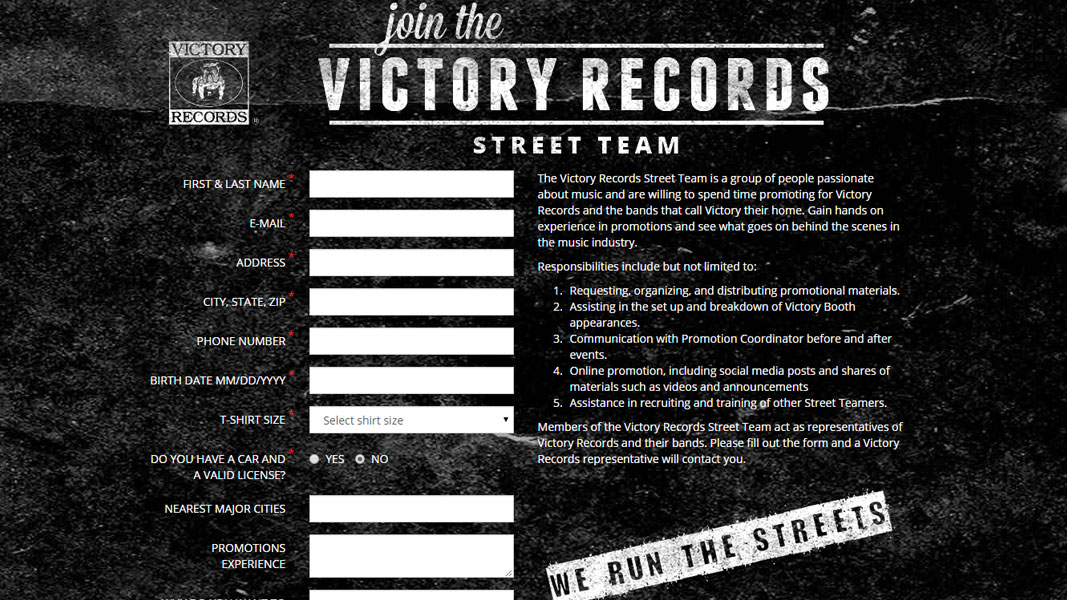 join the
VICTORY
RECORDS
VICTORY RECORDS
STREET TEAM
FIRST & LAST NAME *
E-MAIL *
ADDRESS *
CITY, STATE, ZIP *
PHONE NUMBER *
BIRTH DATE MM/DD/YYYY *
T-SHIRT SIZE *
Select shirt size
DO YOU HAVE A CAR AND *
A VALID LICENSE?
YES NO
NEAREST MAJOR CITIES
PROMOTIONS
EXPERIENCE
The Victory Records Street Team is a group of people passionate
about music and are willing to spend time promoting for Victory
Records and the bands that call Victory their home. Gain hands on
experience in promotions and see what goes on behind the scenes in
the music industry.
Responsibilities include but not limited to:
1. Requesting, organizing, and distributing promotional materials.
2. Assisting in the set up and breakdown of Victory Booth
appearances.
3. Communication with Promotion Coordinator before and after
events.
4. Online promotion, including social media posts and shares of
materials such as videos and announcements
5. Assistance in recruiting and training of other Street Teamers.
Members of the Victory Records Street Team act as representatives of
Victory Records and their bands. Please fill out the form and a Victory
Records representative will contact you.
WE RUN THE STREETS